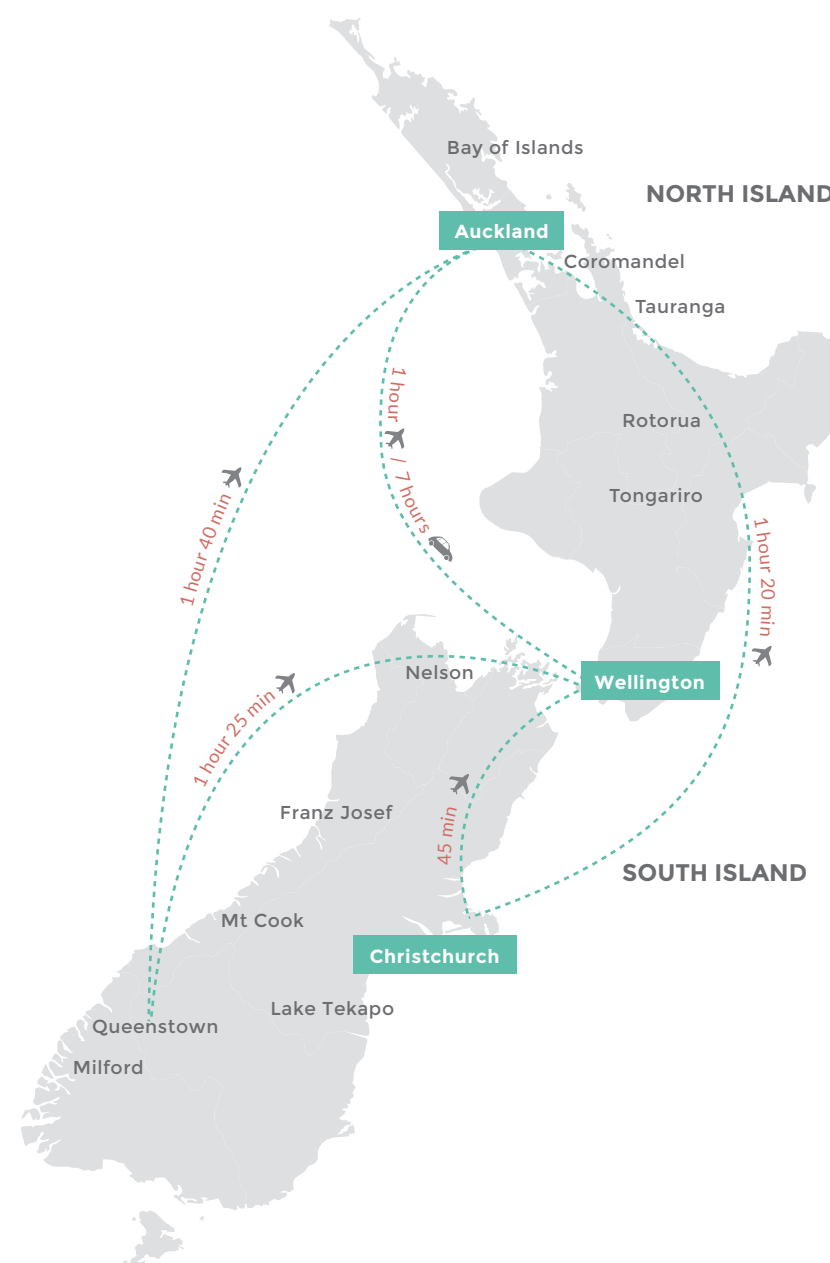 Bay of Islands
NORTH ISLAND
Auckland
Coromandel
Tauranga
1 hour / 7 hours
Rotorua
1 hour 40 min
Tongariro
1 hour 20 min
Nelson
Wellington
1 hour 25 min
Franz Josef
45 min
SOUTH ISLAND
Mt Cook
Christchurch
Lake Tekapo
Queenstown
Milford